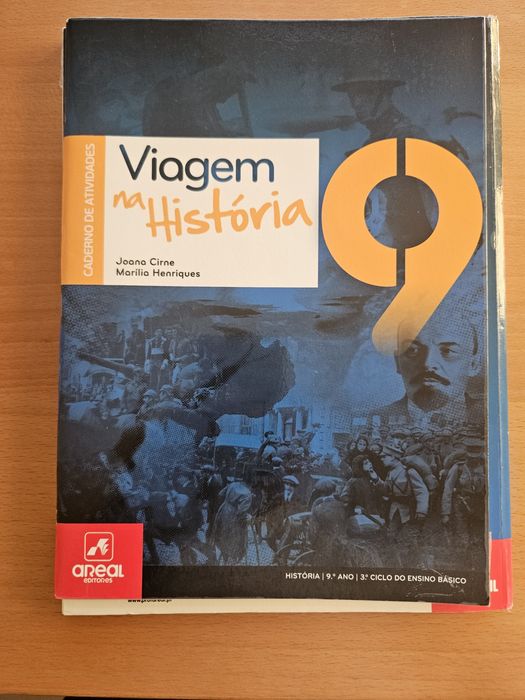 CADERNO DE ATIVIDADES
Viagem
na História
9
Joana Cirne
Marília Henriques
areal
EDITORES
HISTÓRIA | 9.º ANO | 3.º CICLO DO ENSINO BÁSICO